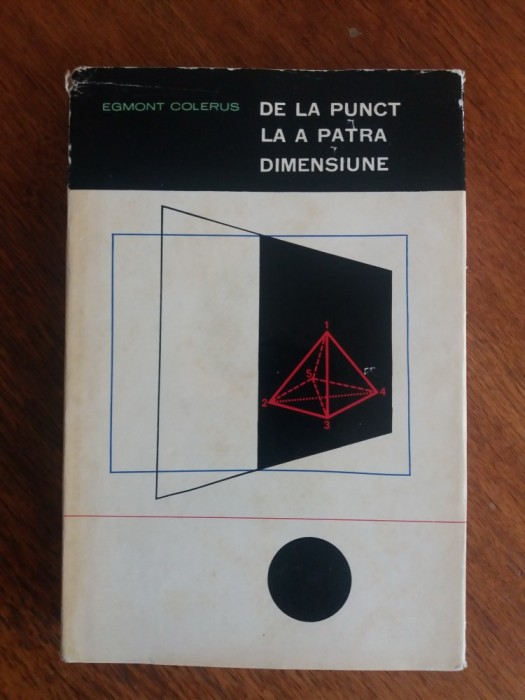 EGMONT COLERUS
DE LA PUNCT
LA A PATRA
DIMENSIUNE
1
5
2
4
3